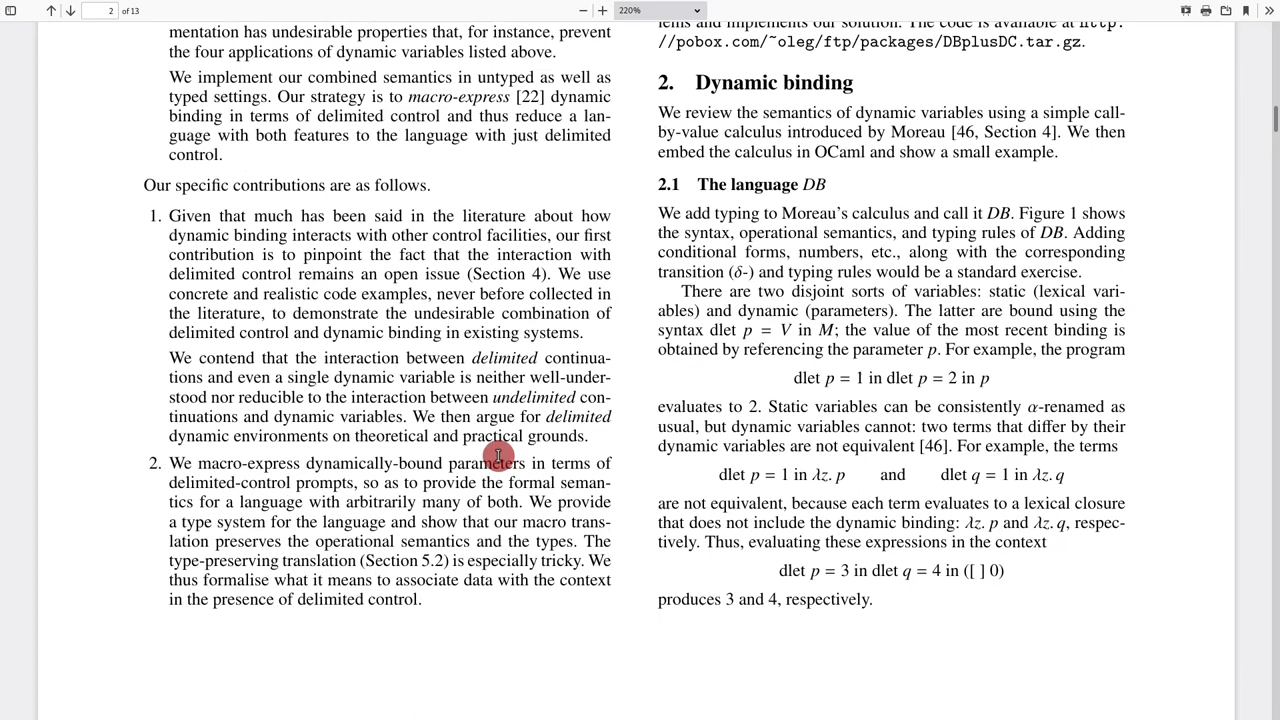 2
of 13
220%
mentation has undesirable properties that, for instance, prevent
the four applications of dynamic variables listed above.
We implement our combined semantics in untyped as well as
typed settings. Our strategy is to macro-express [22] dynamic
binding in terms of delimited control and thus reduce a lan-
guage with both features to the language with just delimited
control.
Our specific contributions are as follows.
1. Given that much has been said in the literature about how
dynamic binding interacts with other control facilities, our first
contribution is to pinpoint the fact that the interaction with
delimited control remains an open issue (Section 4). We use
concrete and realistic code examples, never before collected in
the literature, to demonstrate the undesirable combination of
delimited control and dynamic binding in existing systems.
We contend that the interaction between delimited continua-
tions and even a single dynamic variable is neither well-under-
stood nor reducible to the interaction between undelimited con-
tinuations and dynamic variables. We then argue for delimited
dynamic environments on theoretical and practical grounds.
2. We macro-express dynamically-bound parameters in terms of
delimited-control prompts, so as to provide the formal seman-
tics for a language with arbitrarily many of both. We provide
a type system for the language and show that our macro trans-
lation preserves the operational semantics and the types. The
type-preserving translation (Section 5.2) is especially tricky. We
thus formalise what it means to associate data with the context
in the presence of delimited control.
lems and implements our solution. The code is available at http:
//pobox.com/~oleg/ftp/packages/DBplusDC.tar.gz.
2. Dynamic binding
We review the semantics of dynamic variables using a simple call-
by-value calculus introduced by Moreau [46, Section 4]. We then
embed the calculus in OCaml and show a small example.
2.1 The language DB
We add typing to Moreau's calculus and call it DB. Figure 1 shows
the syntax, operational semantics, and typing rules of DB. Adding
conditional forms, numbers, etc., along with the corresponding
transition (δ-) and typing rules would be a standard exercise.
There are two disjoint sorts of variables: static (lexical vari-
ables) and dynamic (parameters). The latter are bound using the
syntax dlet p = V in M; the value of the most recent binding is
obtained by referencing the parameter p. For example, the program
dlet p = 1 in dlet p = 2 in p
evaluates to 2. Static variables can be consistently α-renamed as
usual, but dynamic variables cannot: two terms that differ by their
dynamic variables are not equivalent [46]. For example, the terms
dlet p = 1 in λz. p and dlet q = 1 in λz. q
are not equivalent, because each term evaluates to a lexical closure
that does not include the dynamic binding: λz. p and λz. q, respec-
tively. Thus, evaluating these expressions in the context
dlet p = 3 in dlet q = 4 in ([ ] 0)
produces 3 and 4, respectively.